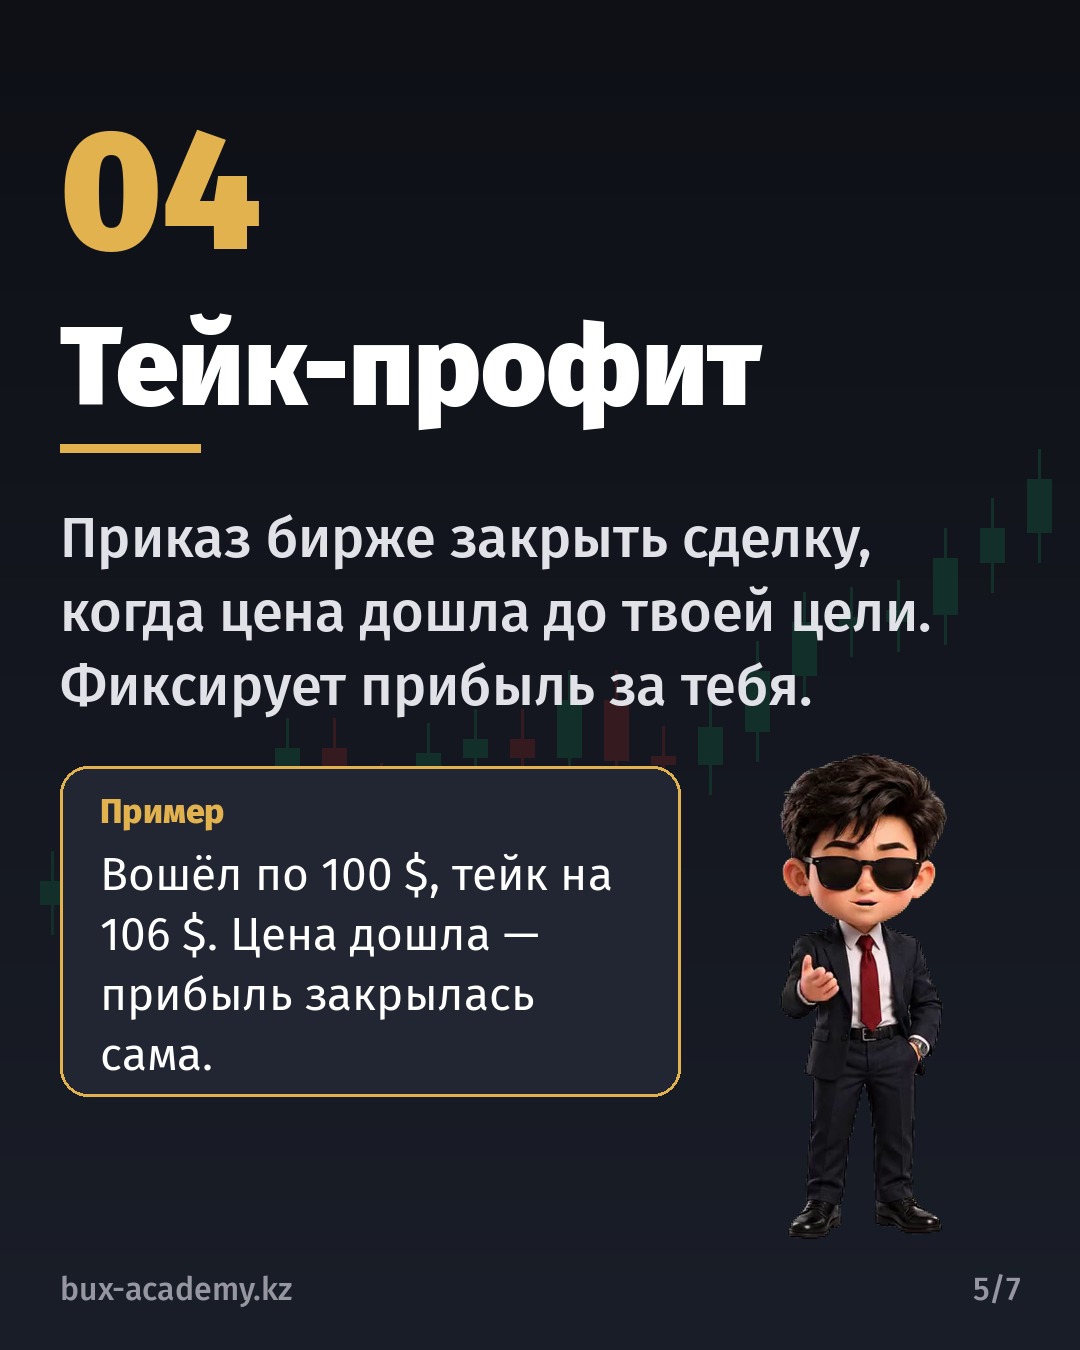 04
Тейк-профит
Приказ бирже закрыть сделку,
когда цена дошла до твоей цели.
Фиксирует прибыль за тебя.
Пример
Вошёл по 100 $, тейк на
106 $. Цена дошла —
прибыль закрылась
сама.
bux-academy.kz
5/7